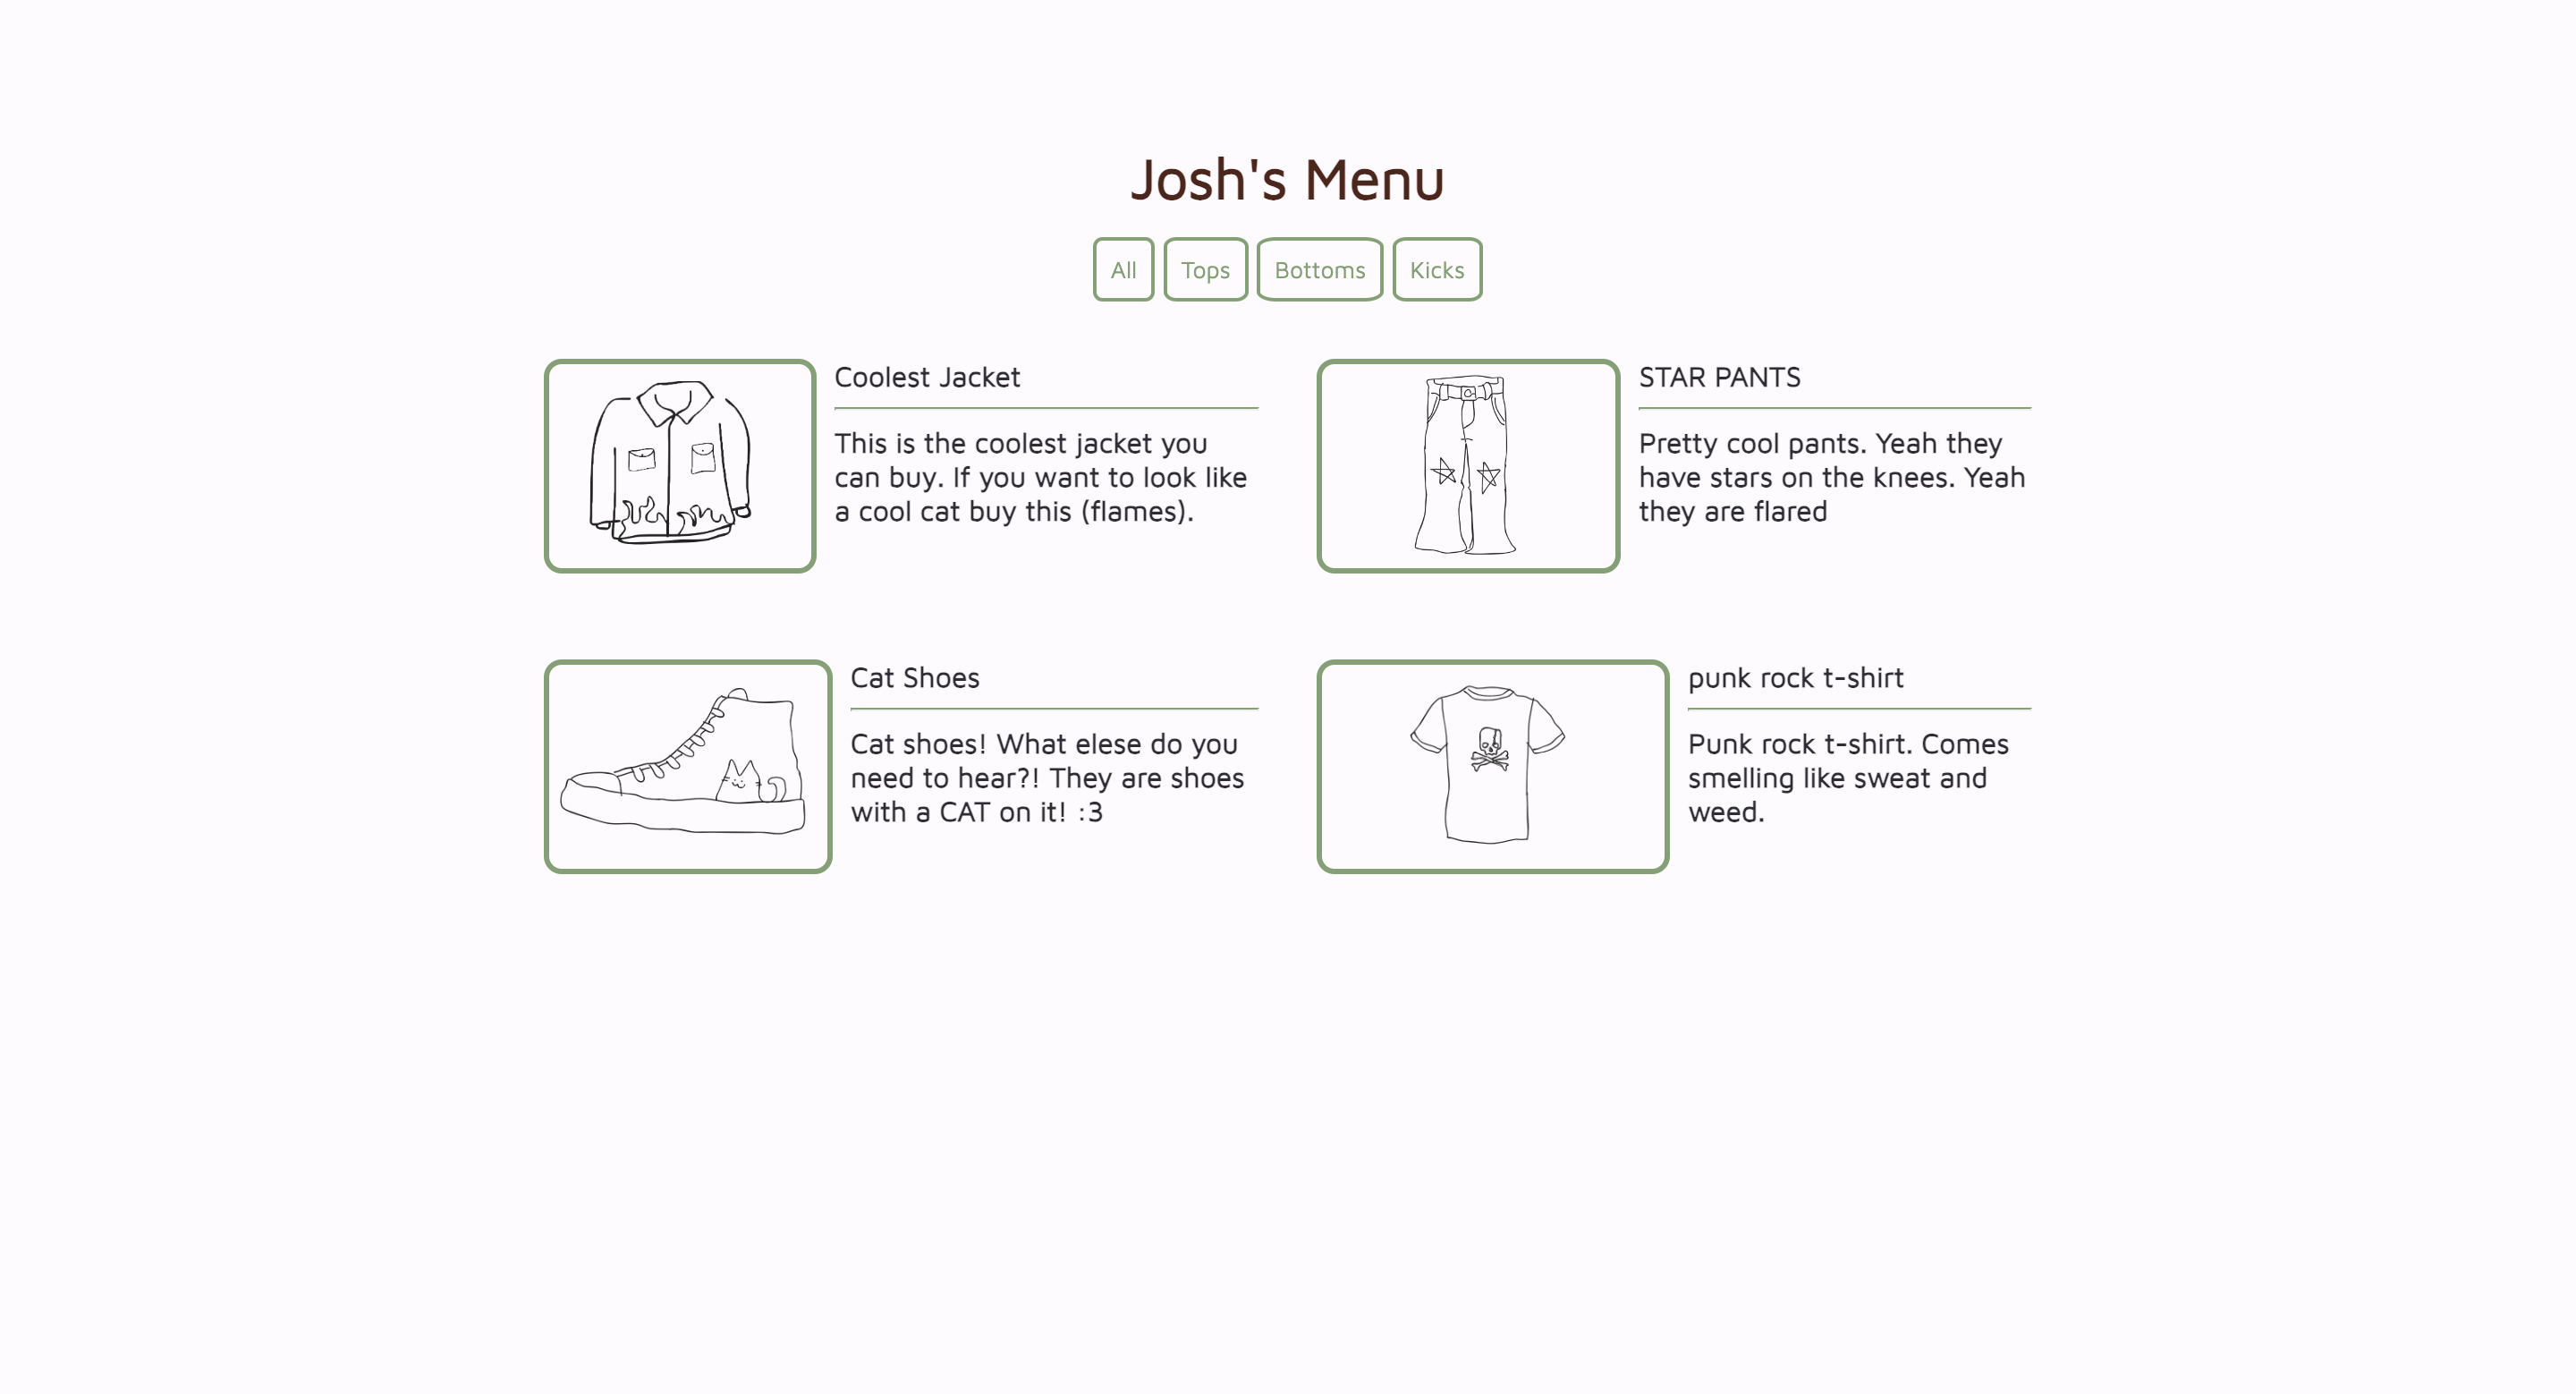 Josh's Menu
All
Tops
Bottoms
Kicks
Coolest Jacket
This is the coolest jacket you
can buy. If you want to look like
a cool cat buy this (flames).
STAR PANTS
Pretty cool pants. Yeah they
have stars on the knees. Yeah
they are flared
Cat Shoes
Cat shoes! What elese do you
need to hear?! They are shoes
with a CAT on it! :3
punk rock t-shirt
Punk rock t-shirt. Comes
smelling like sweat and
weed.